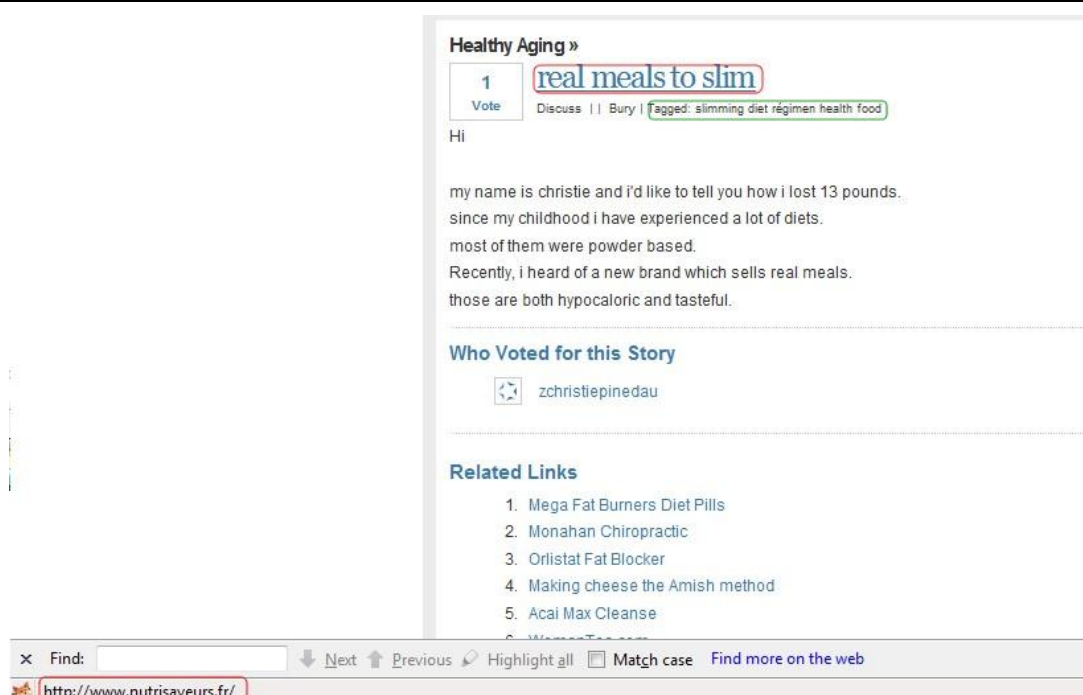 Healthy Aging »
1
Vote
real meals to slim
Discuss | | Bury | Tagged: slimming diet régimen health food
Hi
my name is christie and i'd like to tell you how i lost 13 pounds.
since my childhood i have experienced a lot of diets.
most of them were powder based.
Recently, i heard of a new brand which sells real meals.
those are both hypocaloric and tasteful.
Who Voted for this Story
zchristiepinedau
Related Links
1. Mega Fat Burners Diet Pills
2. Monahan Chiropractic
3. Orlistat Fat Blocker
4. Making cheese the Amish method
5. Acai Max Cleanse
× Find: Next Previous Highlight all Match case Find more on the web
http://www.nutrisaveurs.fr/